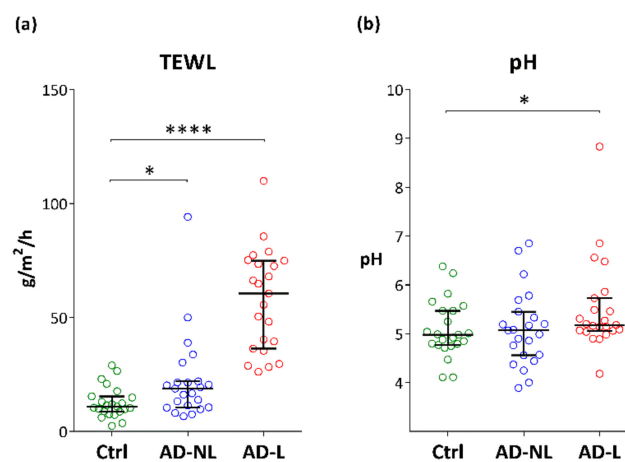 (a)
TEWL
150
100
50
0
g/m²/h
****
*
Ctrl AD-NL AD-L
(b)
pH
10
9
8
7
6
5
4
pH
*
Ctrl AD-NL AD-L